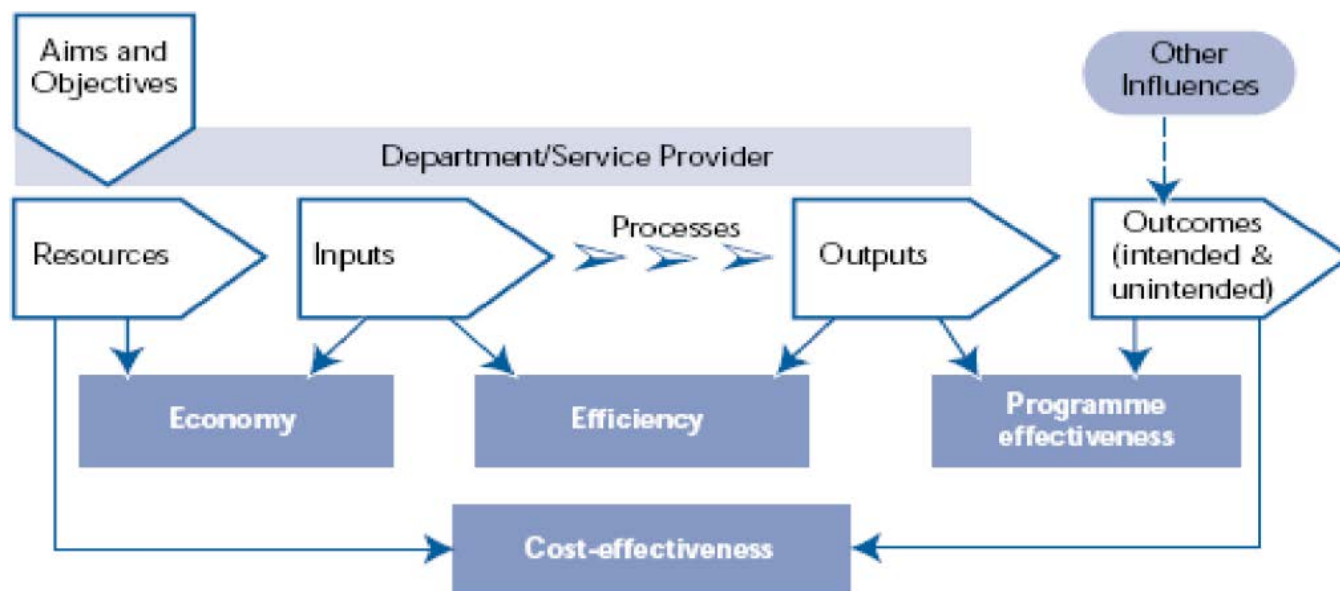 Aims and
Objectives
Other
Influences
Department/Service Provider
Resources
Inputs
Processes
Outputs
Outcomes
(intended &
unintended)
Economy
Efficiency
Programme
effectiveness
Cost-effectiveness